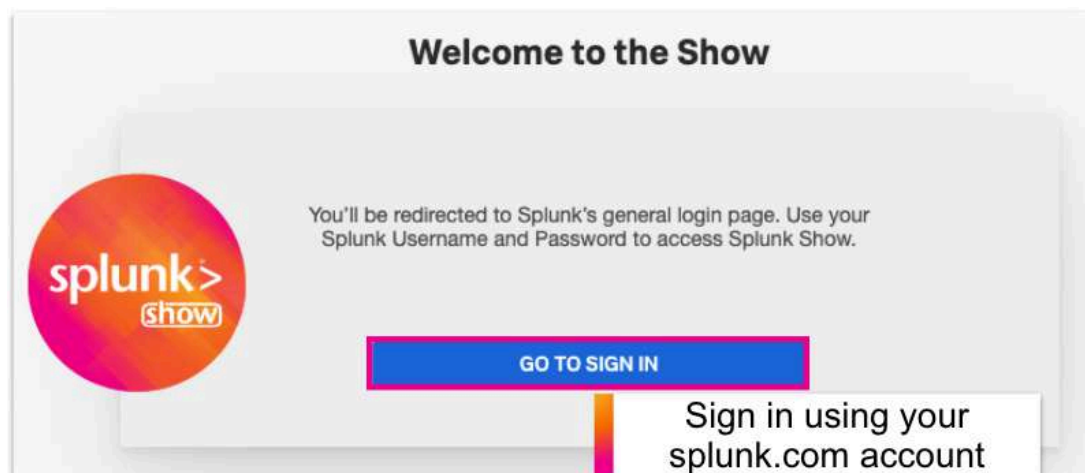 Welcome to the Show
You'll be redirected to Splunk's general login page. Use your
Splunk Username and Password to access Splunk Show.
splunk>
show
GO TO SIGN IN
Sign in using your
splunk.com account